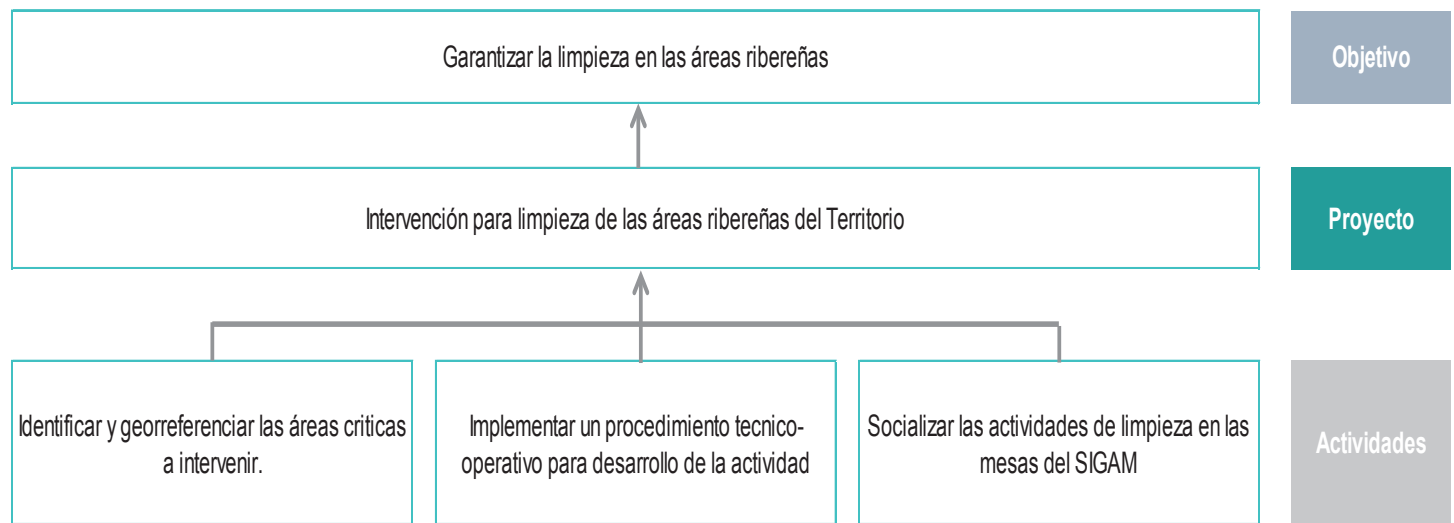 Garantizar la limpieza en las áreas ribereñas
Objetivo
Intervención para limpieza de las áreas ribereñas del Territorio
Proyecto
Identificar y georreferenciar las áreas criticas
a intervenir.
Implementar un procedimiento tecnico-
operativo para desarrollo de la actividad
Socializar las actividades de limpieza en las
mesas del SIGAM
Actividades